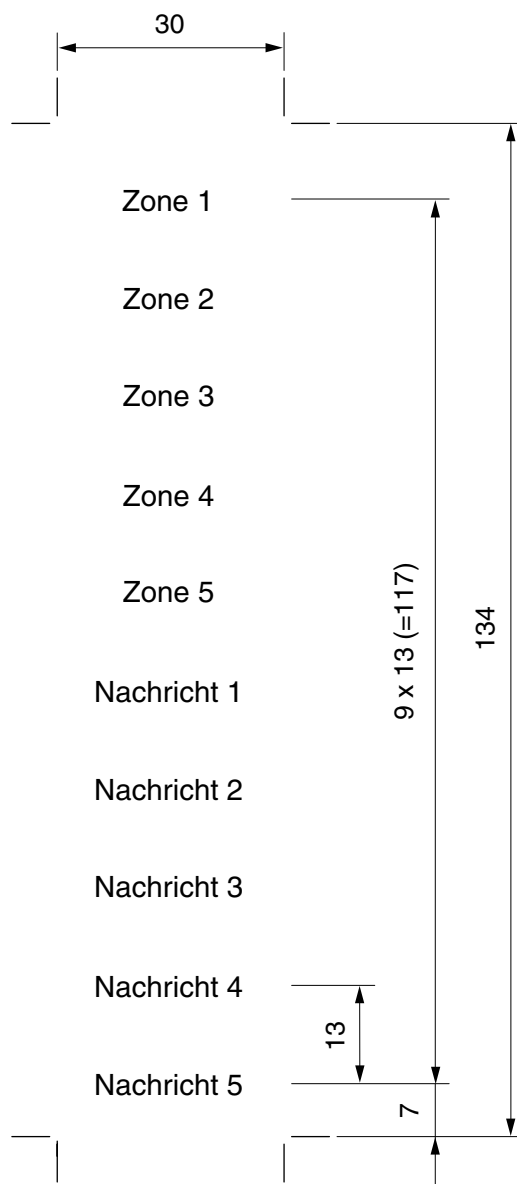 30
Zone 1
Zone 2
Zone 3
Zone 4
Zone 5
9 x 13 (=117)
134
Nachricht 1
Nachricht 2
Nachricht 3
Nachricht 4
13
Nachricht 5
7